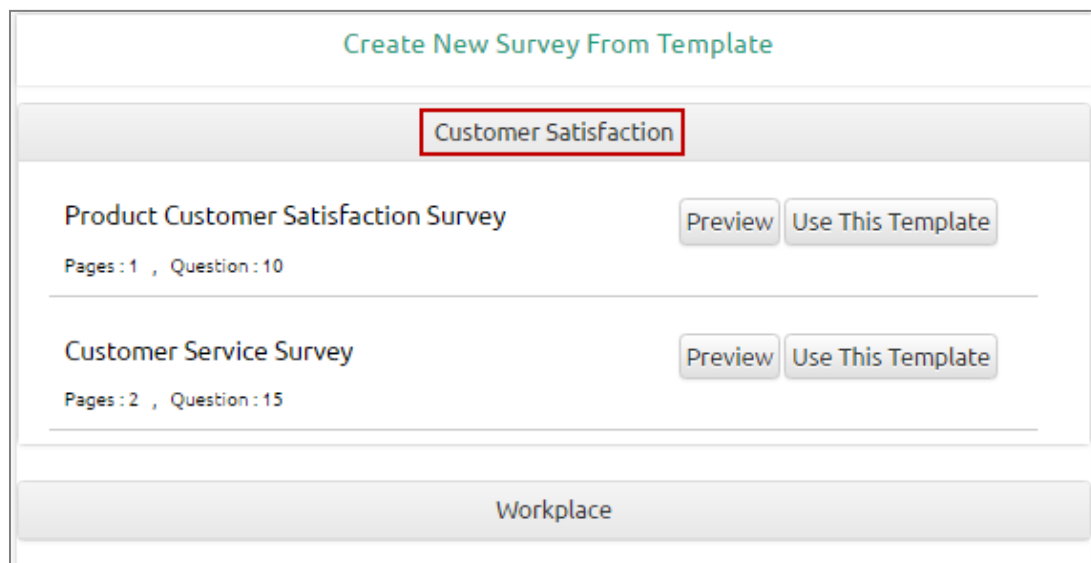 Create New Survey From Template
Customer Satisfaction
Product Customer Satisfaction Survey
Preview Use This Template
Pages : 1 , Question : 10
Customer Service Survey
Preview Use This Template
Pages : 2 , Question : 15
Workplace